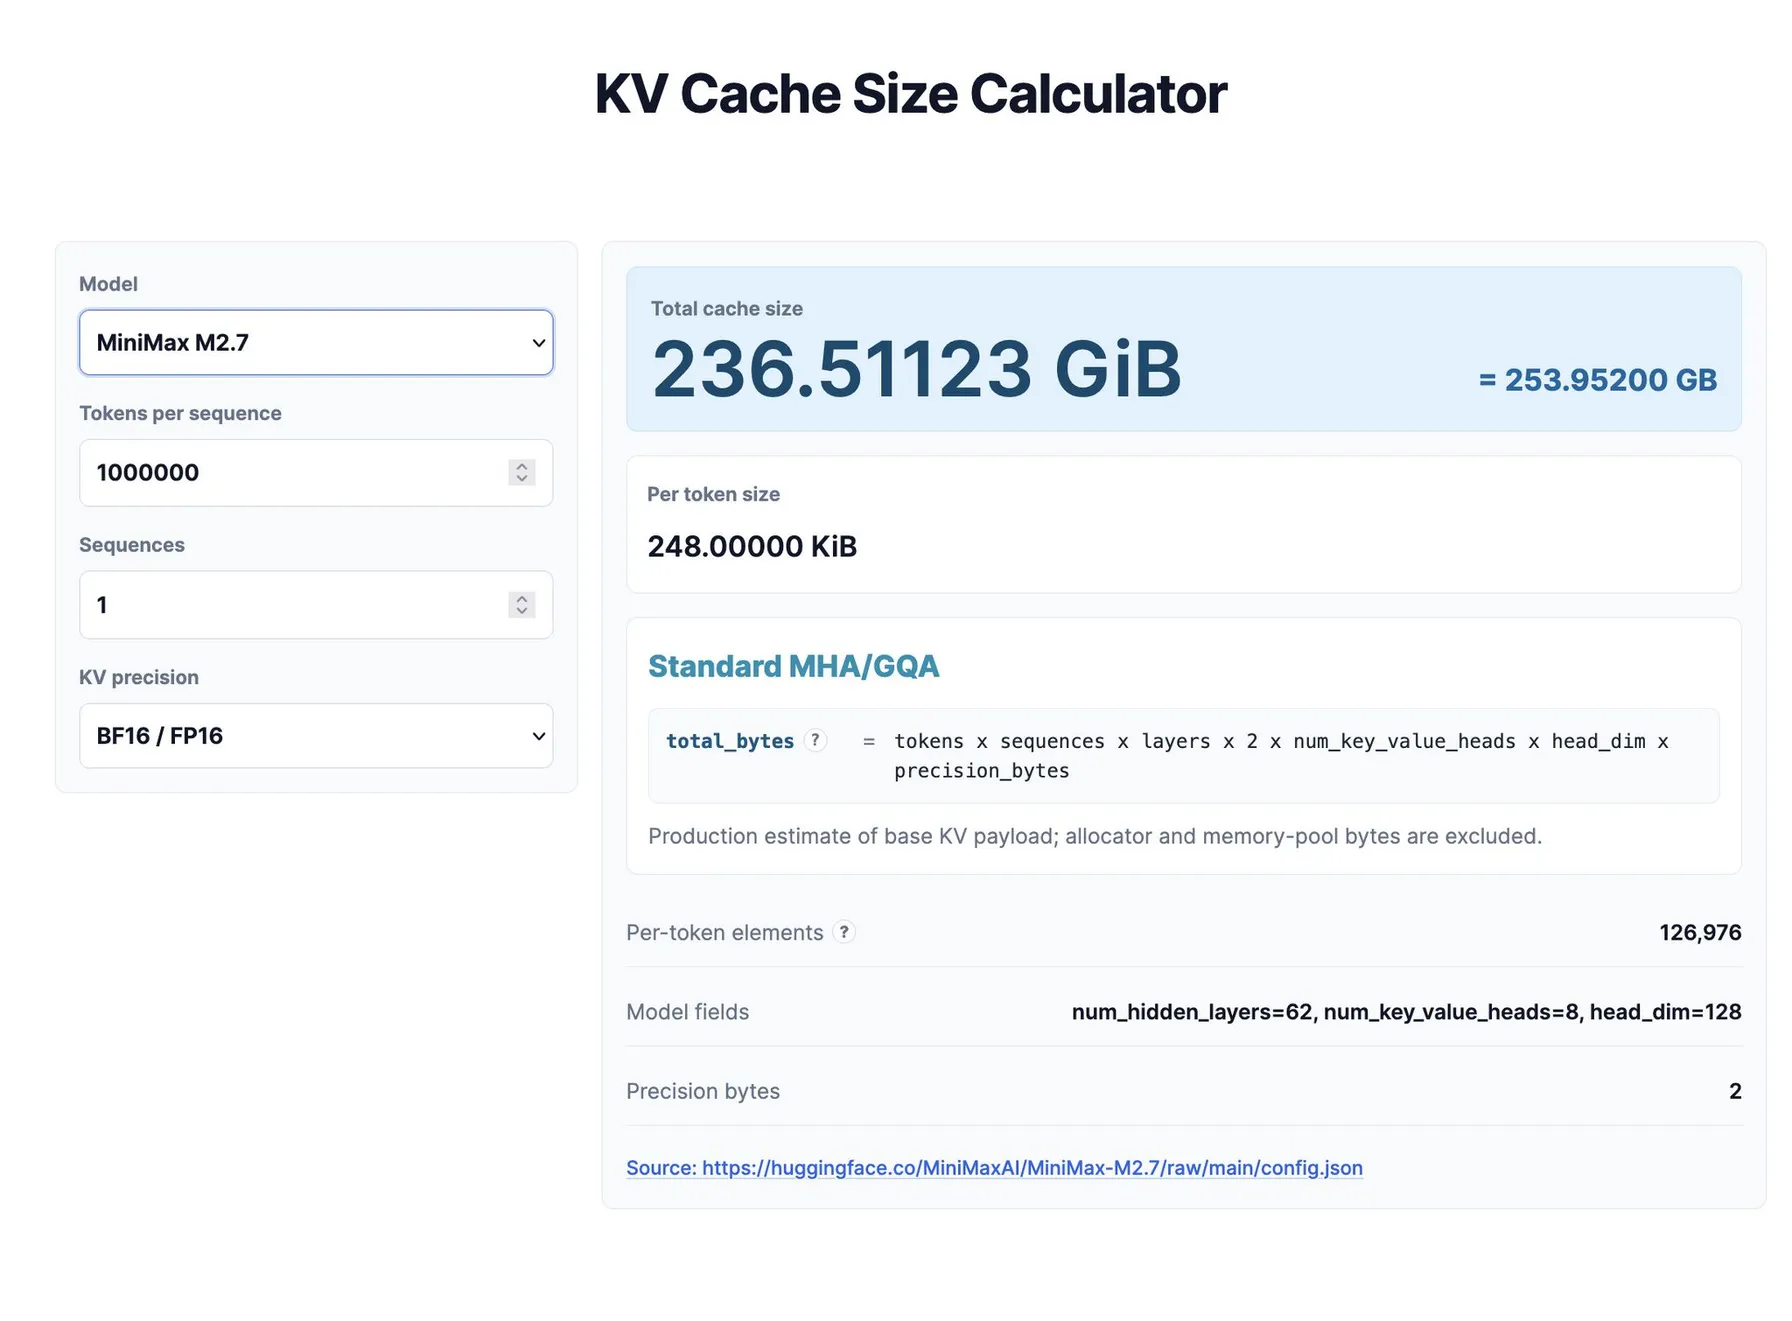 KV Cache Size Calculator
Model
MiniMax M2.7
Tokens per sequence
1000000
Sequences
1
KV precision
BF16 / FP16
Total cache size
236.51123 GiB
= 253.95200 GB
Per token size
248.00000 KiB
Standard MHA/GQA
total_bytes ? = tokens x sequences x layers x 2 x num_key_value_heads x head_dim x
precision_bytes
Production estimate of base KV payload; allocator and memory-pool bytes are excluded.
Per-token elements ? 126,976
Model fields num_hidden_layers=62, num_key_value_heads=8, head_dim=128
Precision bytes 2
Source: https://huggingface.co/MiniMaxAI/MiniMax-M2.7/raw/main/config.json